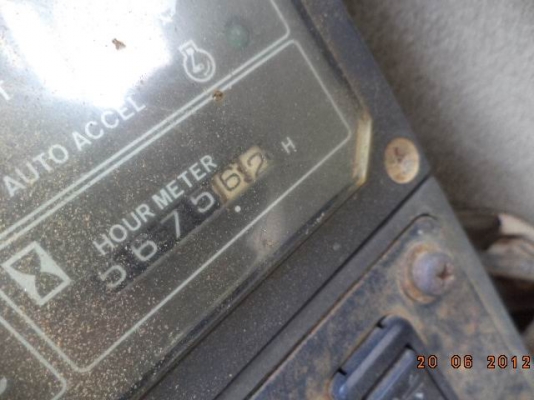 AUTO ACCEL
HOUR METER
567562 H
20 06 2012